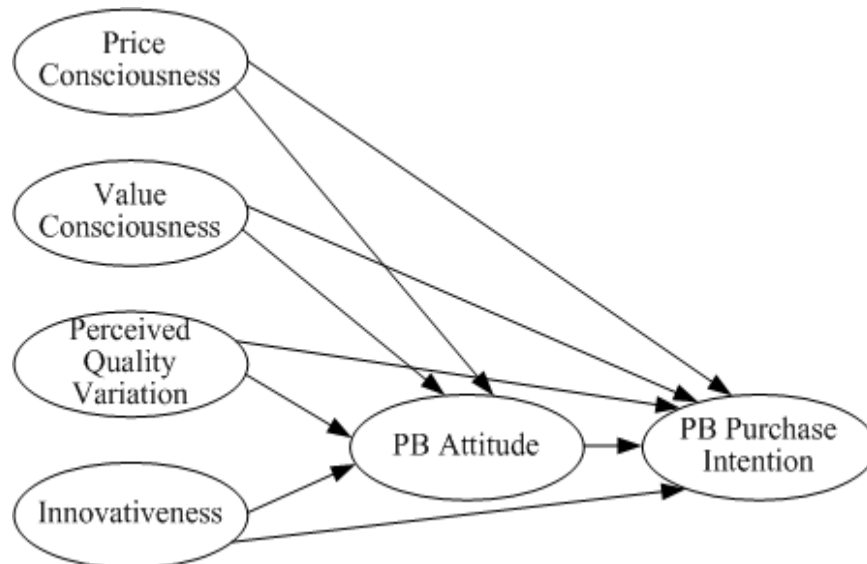 Price
Consciousness
Value
Consciousness
Perceived
Quality
Variation
PB Attitude
PB Purchase
Intention
Innovativeness